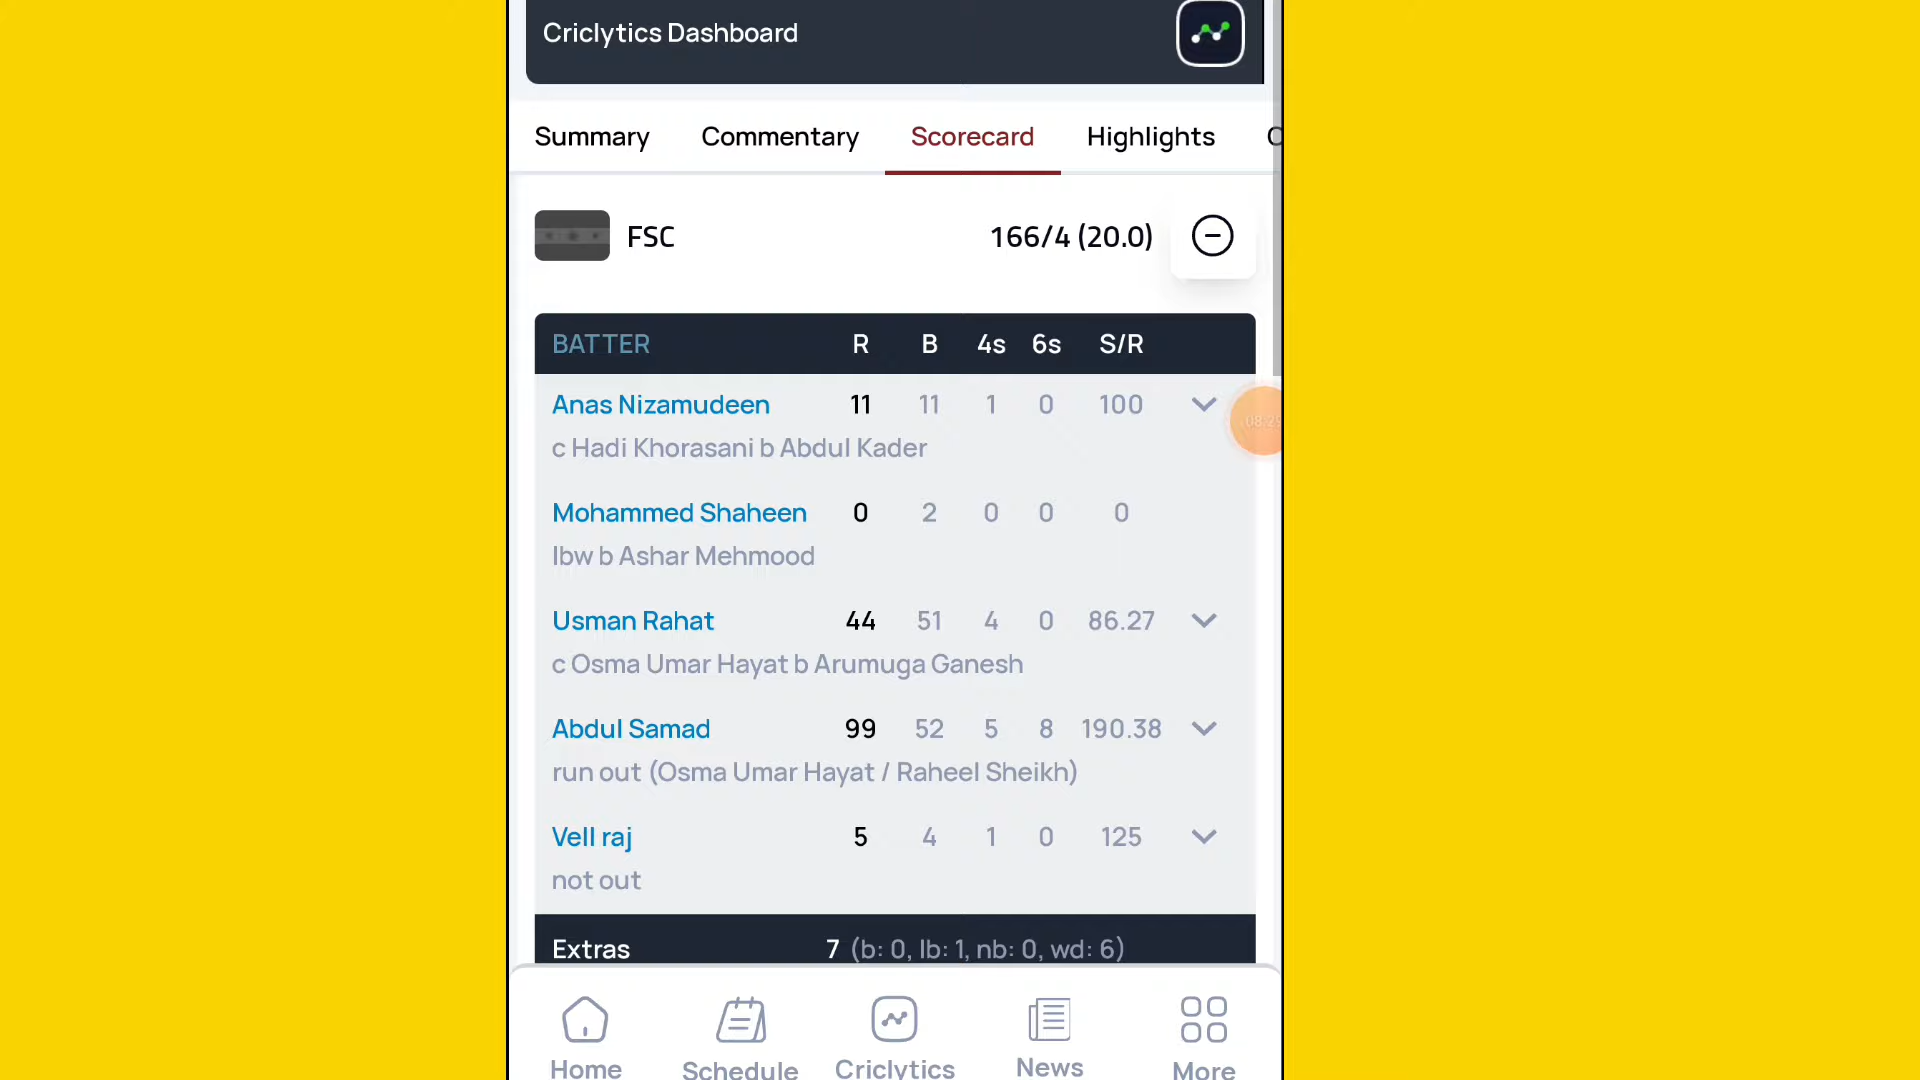 Criclytics Dashboard
Summary Commentary Scorecard Highlights C
FSC 166/4 (20.0)
BATTER R B 4s 6s S/R
Anas Nizamudeen 11 11 1 0 100
c Hadi Khorasani b Abdul Kader
Mohammed Shaheen 0 2 0 0 0
lbw b Ashar Mehmood
Usman Rahat 44 51 4 0 86.27
c Osma Umar Hayat b Arumuga Ganesh
Abdul Samad 99 52 5 8 190.38
run out (Osma Umar Hayat / Raheel Sheikh)
Vell raj 5 4 1 0 125
not out
Extras 7 (b: 0, lb: 1, nb: 0, wd: 6)
Home Schedule Criclytics News More